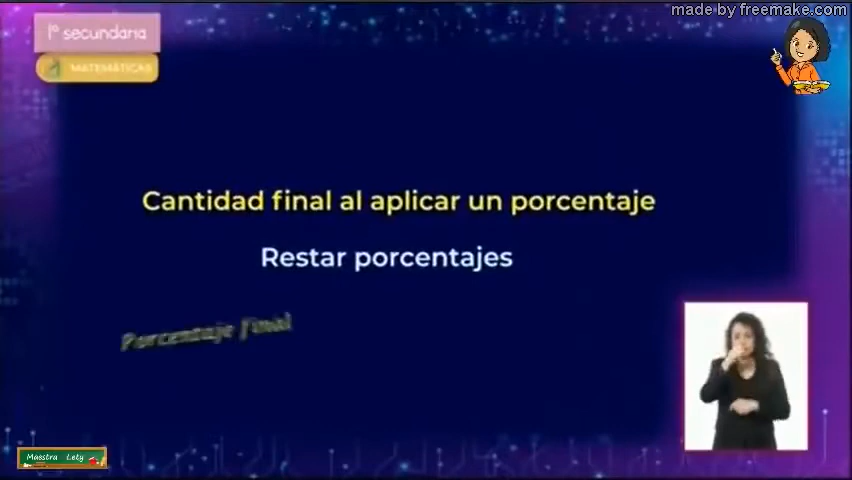 made by freemake.com
1° secundaria
MATEMÁTICAS
Cantidad final al aplicar un porcentaje
Restar porcentajes
Porcentaje final
Maestra Lety